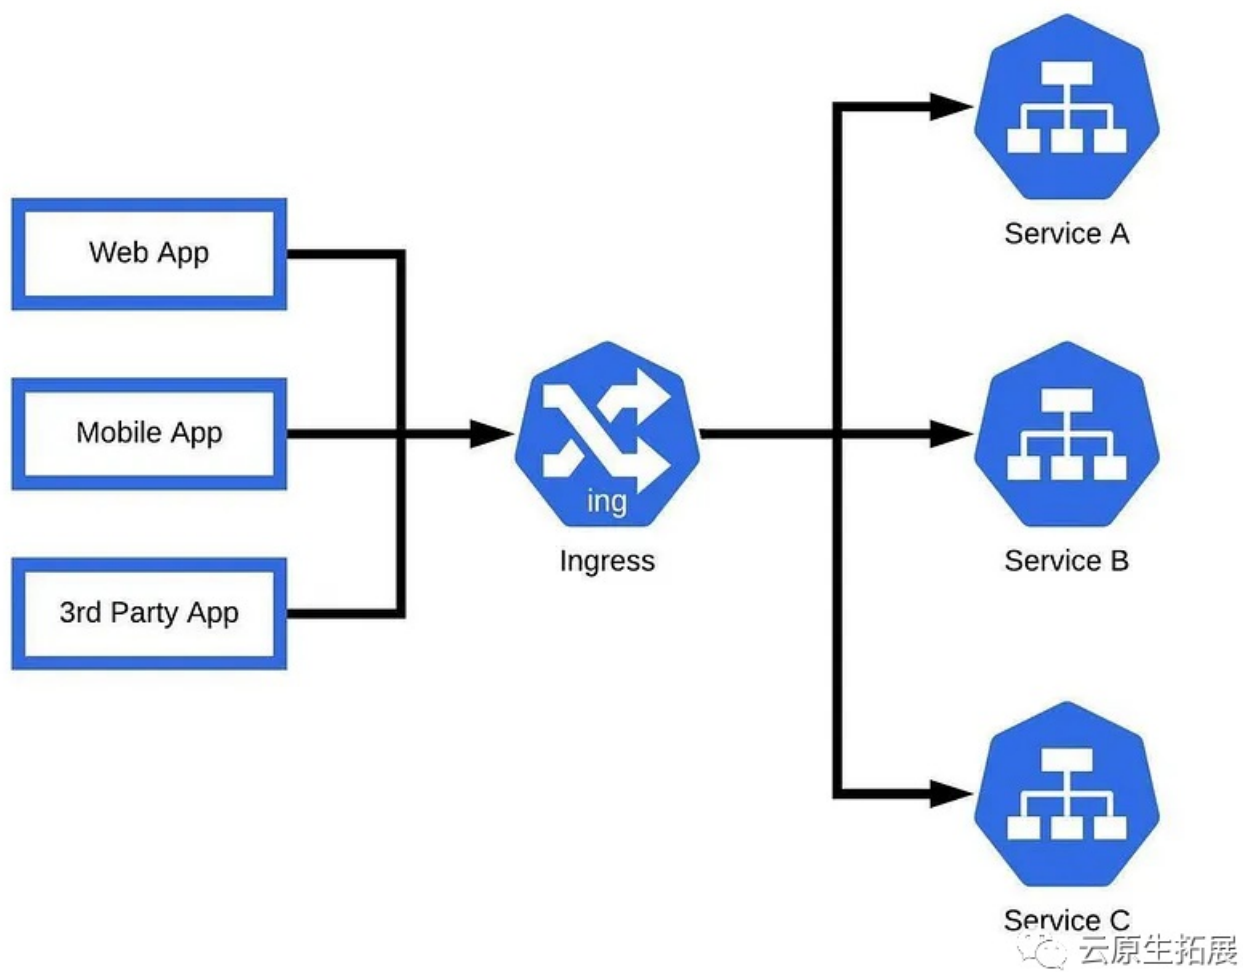 Service A
Web App
Mobile App
ing
Ingress
Service B
3rd Party App
Service C
云原生拓展